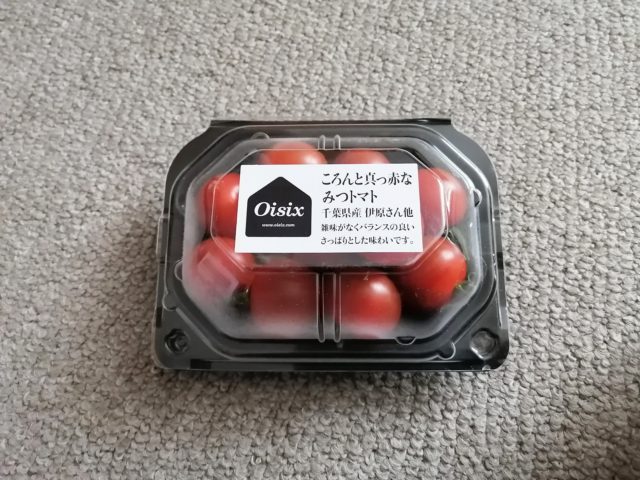 Oisix
www.oisix.com
ころんと真っ赤な
みつトマト
千葉県産 伊原さん他
雑味がなくバランスの良い
さっぱりとした味わいです。